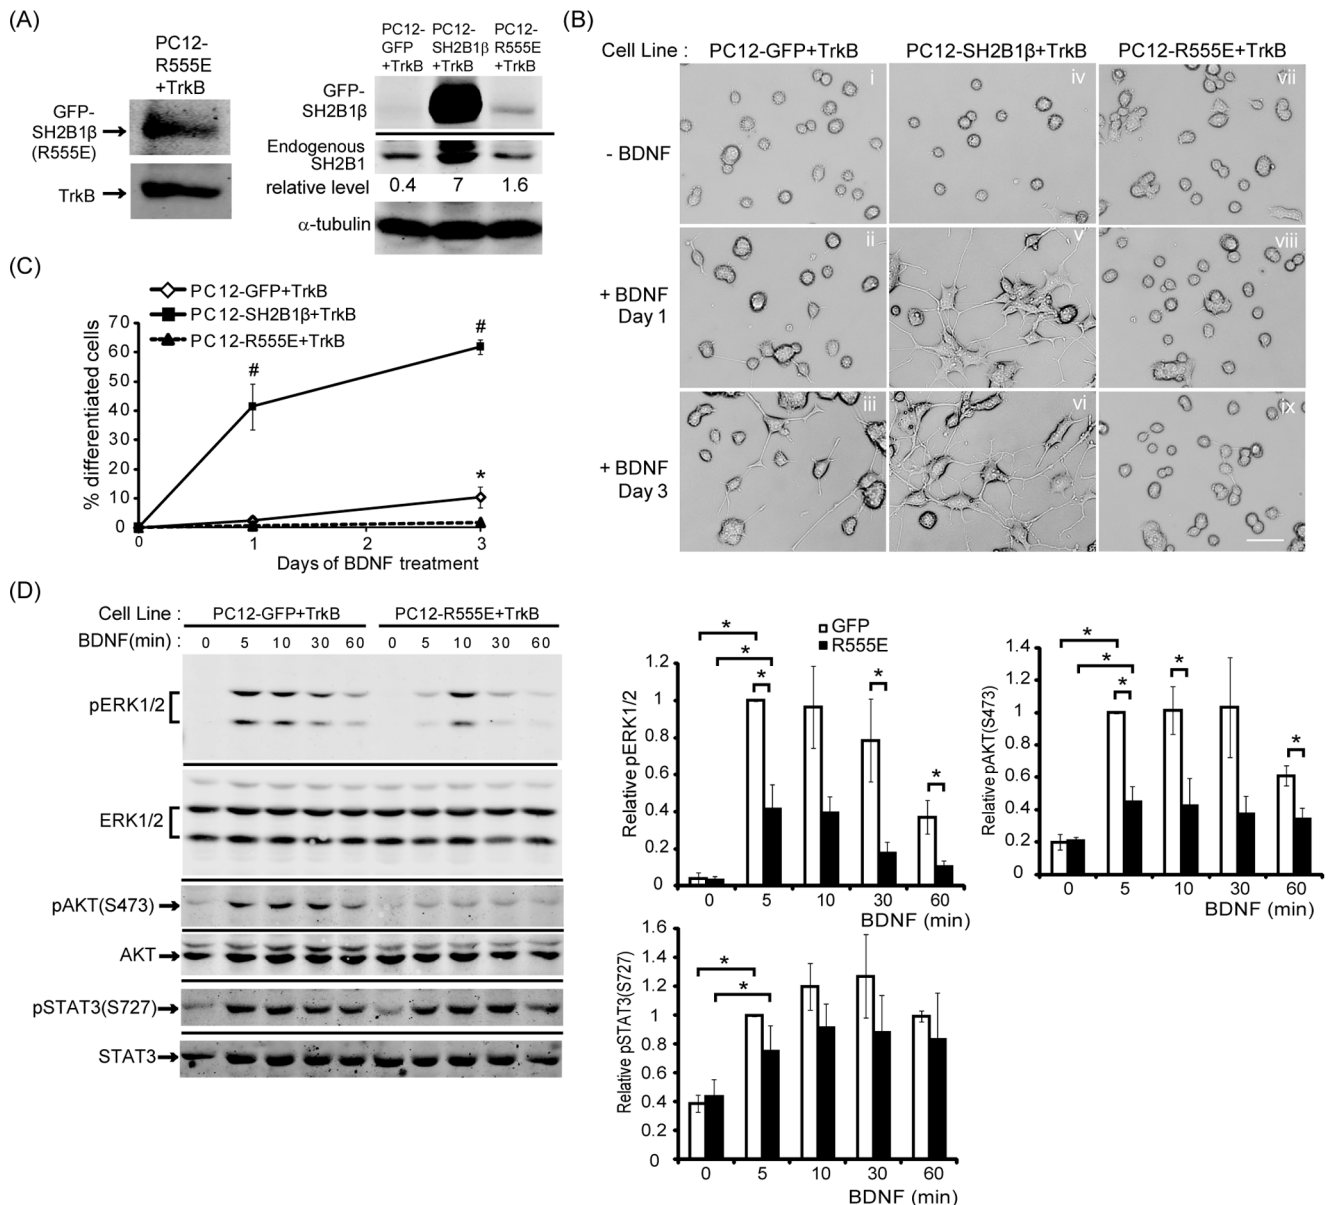 (A)
PC12-
R555E
+TrkB
GFP-
SH2B1β
(R555E)
TrkB
PC12- PC12- PC12-
GFP SH2B1β R555E
+TrkB +TrkB +TrkB
GFP-
SH2B1β
Endogenous
SH2B1
relative level 0.4 7 1.6
α-tubulin
(B)
Cell Line : PC12-GFP+TrkB PC12-SH2B1β+TrkB PC12-R555E+TrkB
i iv vii
- BDNF
ii v viii
+ BDNF
Day 1
iii vi ix
+ BDNF
Day 3
(C)
PC12-GFP+TrkB
PC12-SH2B1β+TrkB
PC12-R555E+TrkB
% differentiated cells
70
60
50
40
30
20
10
0
# # *
0 1 2 3
Days of BDNF treatment
(D)
Cell Line : PC12-GFP+TrkB PC12-R555E+TrkB
BDNF(min) : 0 5 10 30 60 0 5 10 30 60
pERK1/2
ERK1/2
pAKT(S473)
AKT
pSTAT3(S727)
STAT3
GFP
R555E
Relative pERK1/2
1.2
1
0.8
0.6
0.4
0.2
0
* * * * *
0 5 10 30 60
BDNF (min)
Relative pAKT(S473)
1.4
1.2
1
0.8
0.6
0.4
0.2
0
* * * * *
0 5 10 30 60
BDNF (min)
Relative pSTAT3(S727)
1.6
1.4
1.2
1
0.8
0.6
0.4
0.2
0
* *
0 5 10 30 60
BDNF (min)